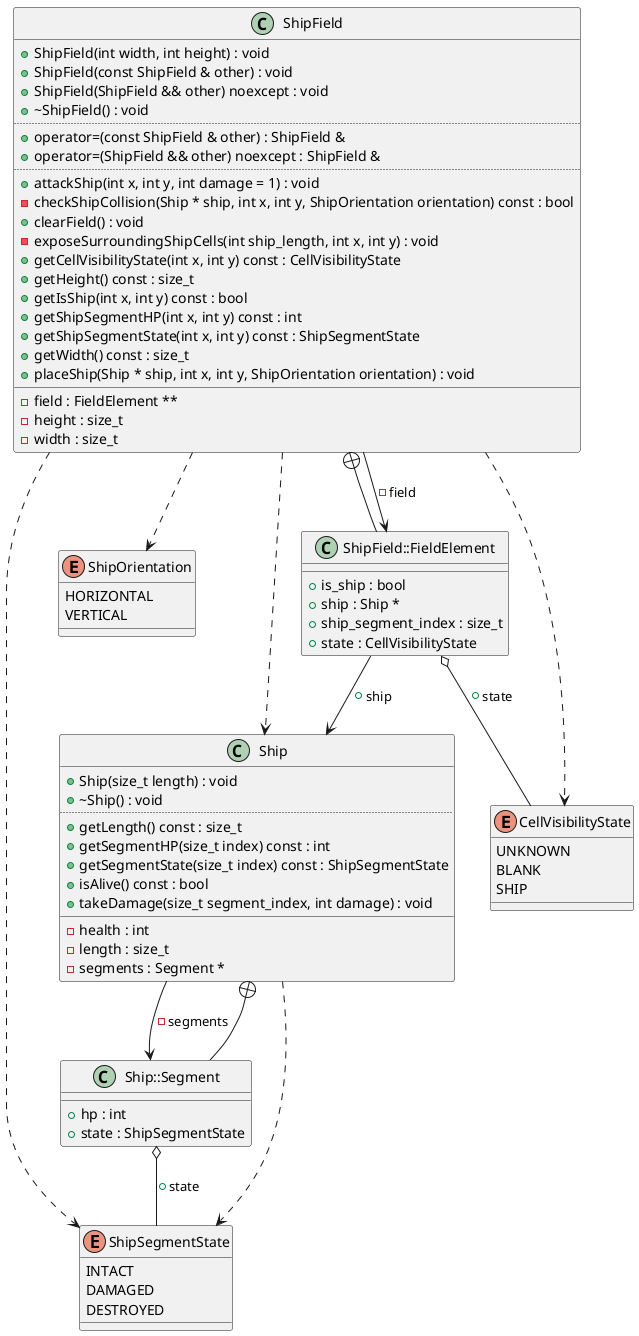 C ShipField
ShipField(int width, int height) : void
ShipField(const ShipField & other) : void
ShipField(ShipField && other) noexcept : void
~ShipField() : void
operator=(const ShipField & other) : ShipField &
operator=(ShipField && other) noexcept : ShipField &
attackShip(int x, int y, int damage = 1) : void
checkShipCollision(Ship * ship, int x, int y, ShipOrientation orientation) const : bool
clearField() : void
exposeSurroundingShipCells(int ship_length, int x, int y) : void
getCellVisibilityState(int x, int y) const : CellVisibilityState
getHeight() const : size_t
getIsShip(int x, int y) const : bool
getShipSegmentHP(int x, int y) const : int
getShipSegmentState(int x, int y) const : ShipSegmentState
getWidth() const : size_t
placeShip(Ship * ship, int x, int y, ShipOrientation orientation) : void
field : FieldElement **
height : size_t
width : size_t
field
E ShipOrientation
HORIZONTAL
VERTICAL
C ShipField::FieldElement
is_ship : bool
ship : Ship *
ship_segment_index : size_t
state : CellVisibilityState
ship
state
C Ship
Ship(size_t length) : void
~Ship() : void
getLength() const : size_t
getSegmentHP(size_t index) const : int
getSegmentState(size_t index) const : ShipSegmentState
isAlive() const : bool
takeDamage(size_t segment_index, int damage) : void
health : int
length : size_t
segments : Segment *
E CellVisibilityState
UNKNOWN
BLANK
SHIP
segments
C Ship::Segment
hp : int
state : ShipSegmentState
state
E ShipSegmentState
INTACT
DAMAGED
DESTROYED